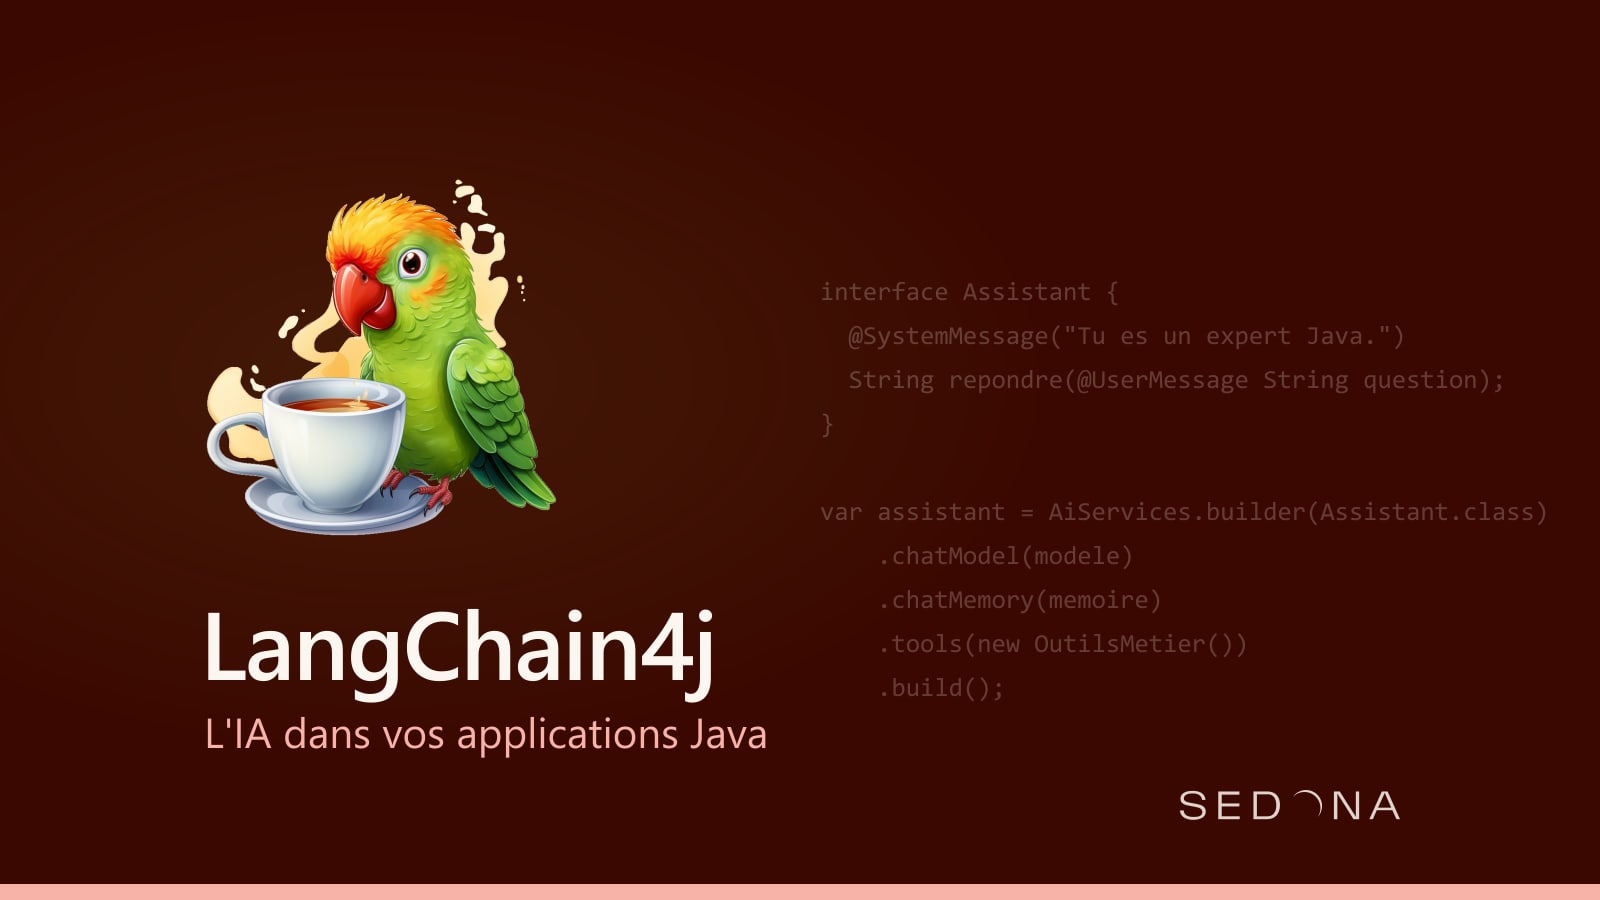 LangChain4j
L'IA dans vos applications Java
interface Assistant {
  @SystemMessage("Tu es un expert Java.")
  String repondre(@UserMessage String question);
}
var assistant = AiServices.builder(Assistant.class)
    .chatModel(modele)
    .chatMemory(memoire)
    .tools(new OutilsMetier())
    .build();
SEDONA